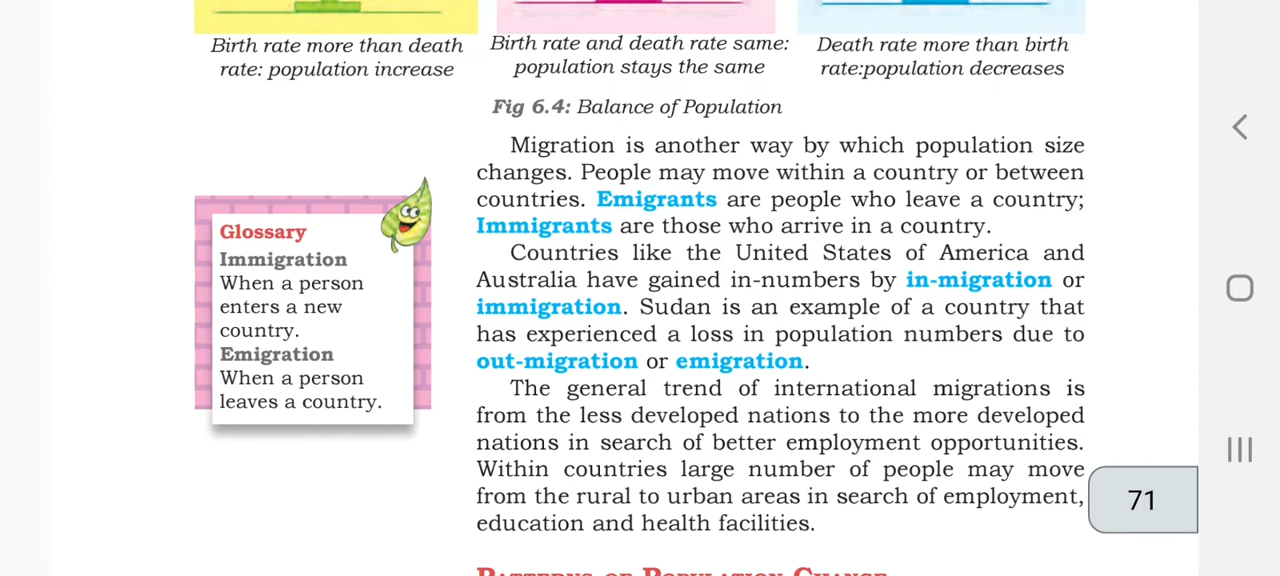 Birth rate more than death
rate: population increase
Birth rate and death rate same:
population stays the same
Death rate more than birth
rate:population decreases
Fig 6.4: Balance of Population
Migration is another way by which population size
changes. People may move within a country or between
countries. Emigrants are people who leave a country;
Immigrants are those who arrive in a country.
Countries like the United States of America and
Australia have gained in-numbers by in-migration or
immigration. Sudan is an example of a country that
has experienced a loss in population numbers due to
out-migration or emigration.
The general trend of international migrations is
from the less developed nations to the more developed
nations in search of better employment opportunities.
Within countries large number of people may move
from the rural to urban areas in search of employment,
education and health facilities.
Glossary
Immigration
When a person
enters a new
country.
Emigration
When a person
leaves a country.
71
PATTERNS OF POPULATION CHANGE